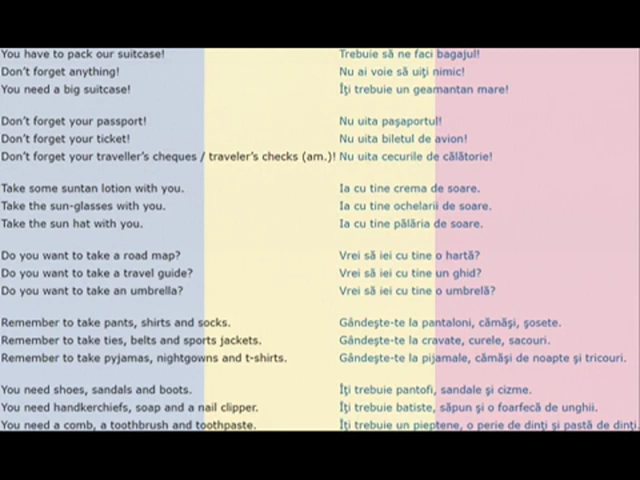 You have to pack our suitcase! Trebuie să ne faci bagajul!
Don't forget anything! Nu ai voie să uiţi nimic!
You need a big suitcase! Îţi trebuie un geamantan mare!
Don't forget your passport! Nu uita paşaportul!
Don't forget your ticket! Nu uita biletul de avion!
Don't forget your traveller's cheques / traveler's checks (am.)! Nu uita cecurile de călătorie!
Take some suntan lotion with you. Ia cu tine crema de soare.
Take the sun-glasses with you. Ia cu tine ochelarii de soare.
Take the sun hat with you. Ia cu tine pălăria de soare.
Do you want to take a road map? Vrei să iei cu tine o hartă?
Do you want to take a travel guide? Vrei să iei cu tine un ghid?
Do you want to take an umbrella? Vrei să iei cu tine o umbrelă?
Remember to take pants, shirts and socks. Gândeşte-te la pantaloni, cămăşi, şosete.
Remember to take ties, belts and sports jackets. Gândeşte-te la cravate, curele, sacouri.
Remember to take pyjamas, nightgowns and t-shirts. Gândeşte-te la pijamale, cămăşi de noapte şi tricouri.
You need shoes, sandals and boots. Îţi trebuie pantofi, sandale şi cizme.
You need handkerchiefs, soap and a nail clipper. Îţi trebuie batiste, săpun şi o foarfecă de unghii.
You need a comb, a toothbrush and toothpaste. Îţi trebuie un pieptene, o perie de dinţi şi pastă de dinţi.